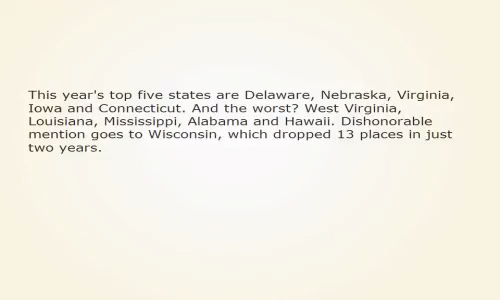 This year's top five states are Delaware, Nebraska, Virginia,
Iowa and Connecticut. And the worst? West Virginia,
Louisiana, Mississippi, Alabama and Hawaii. Dishonorable
mention goes to Wisconsin, which dropped 13 places in just
two years.